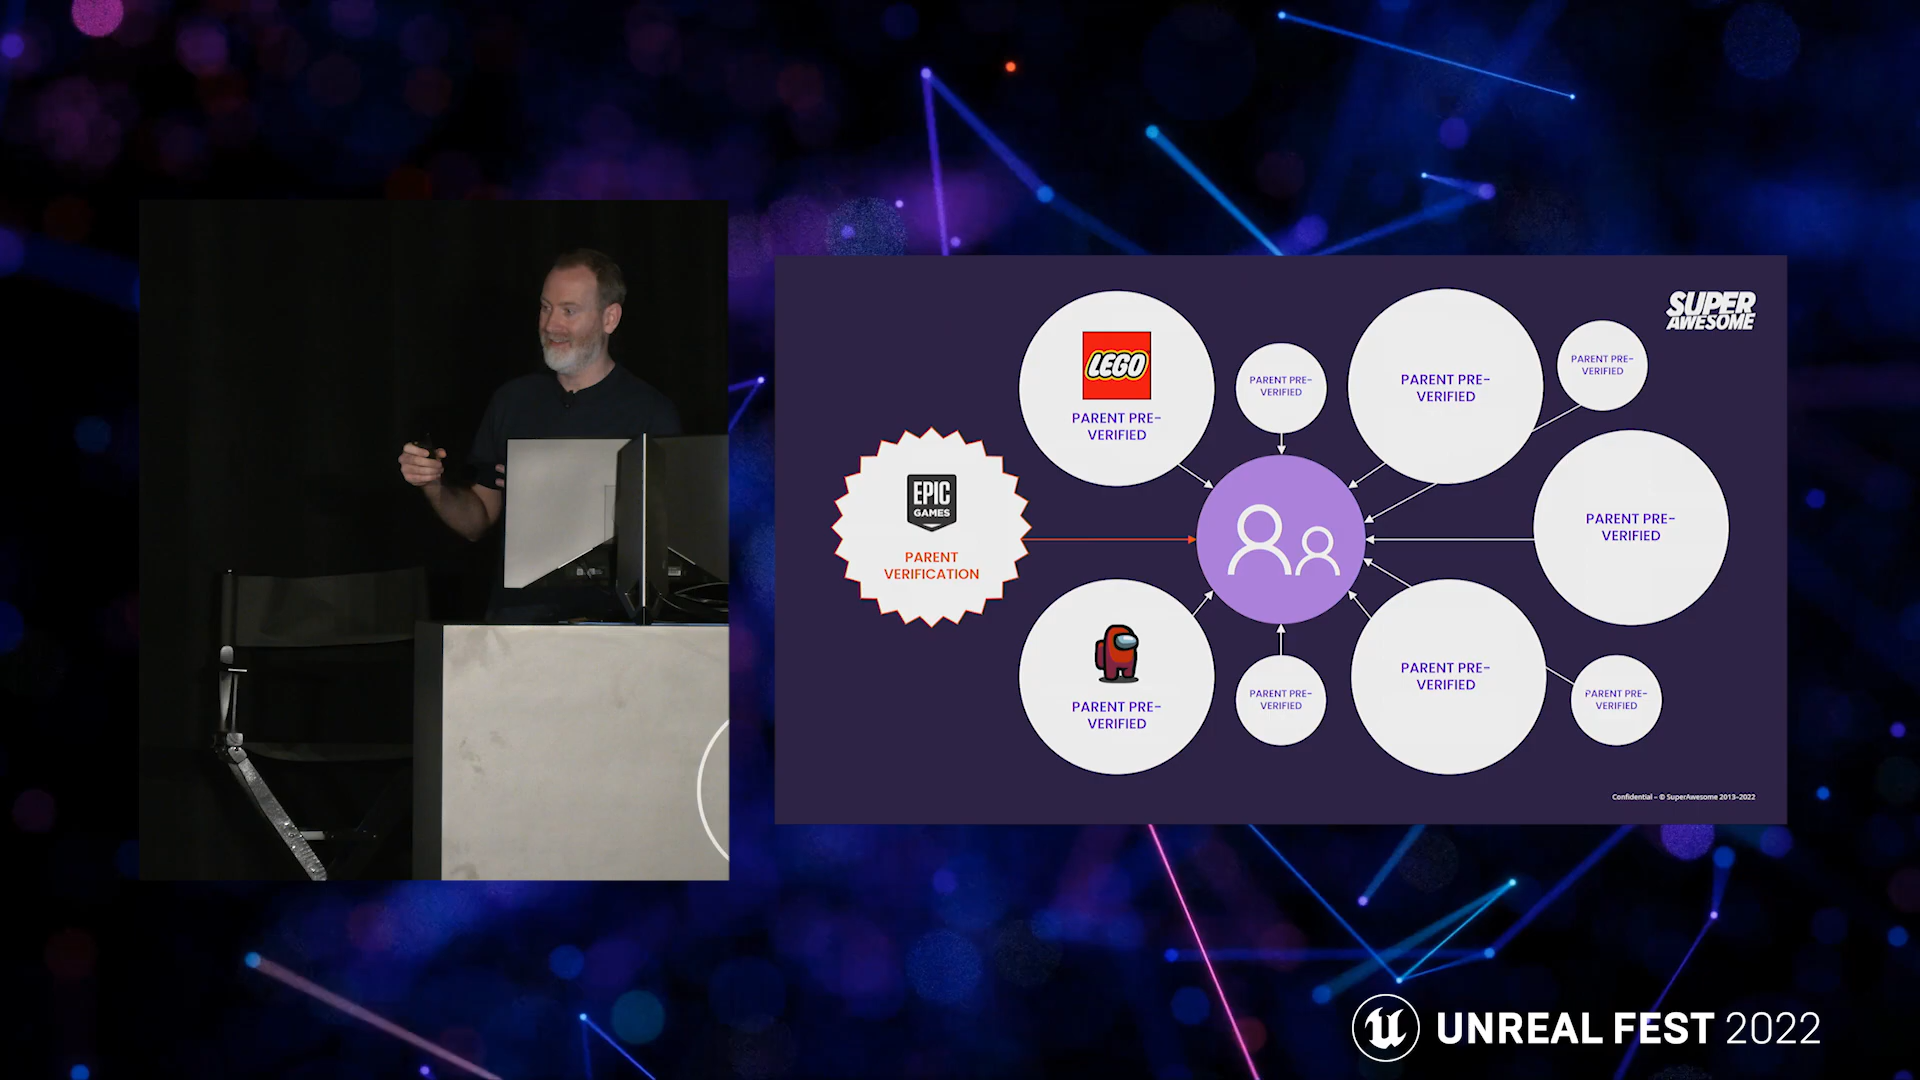 SUPER
AWESOME
LEGO
PARENT PRE-
VERIFIED
PARENT PRE-
VERIFIED
PARENT PRE-
VERIFIED
PARENT PRE-
VERIFIED
EPIC
GAMES
PARENT
VERIFICATION
PARENT PRE-
VERIFIED
PARENT PRE-
VERIFIED
PARENT PRE-
VERIFIED
PARENT PRE-
VERIFIED
PARENT PRE-
VERIFIED
Confidential – © SuperAwesome 2013-2022
UNREAL FEST 2022